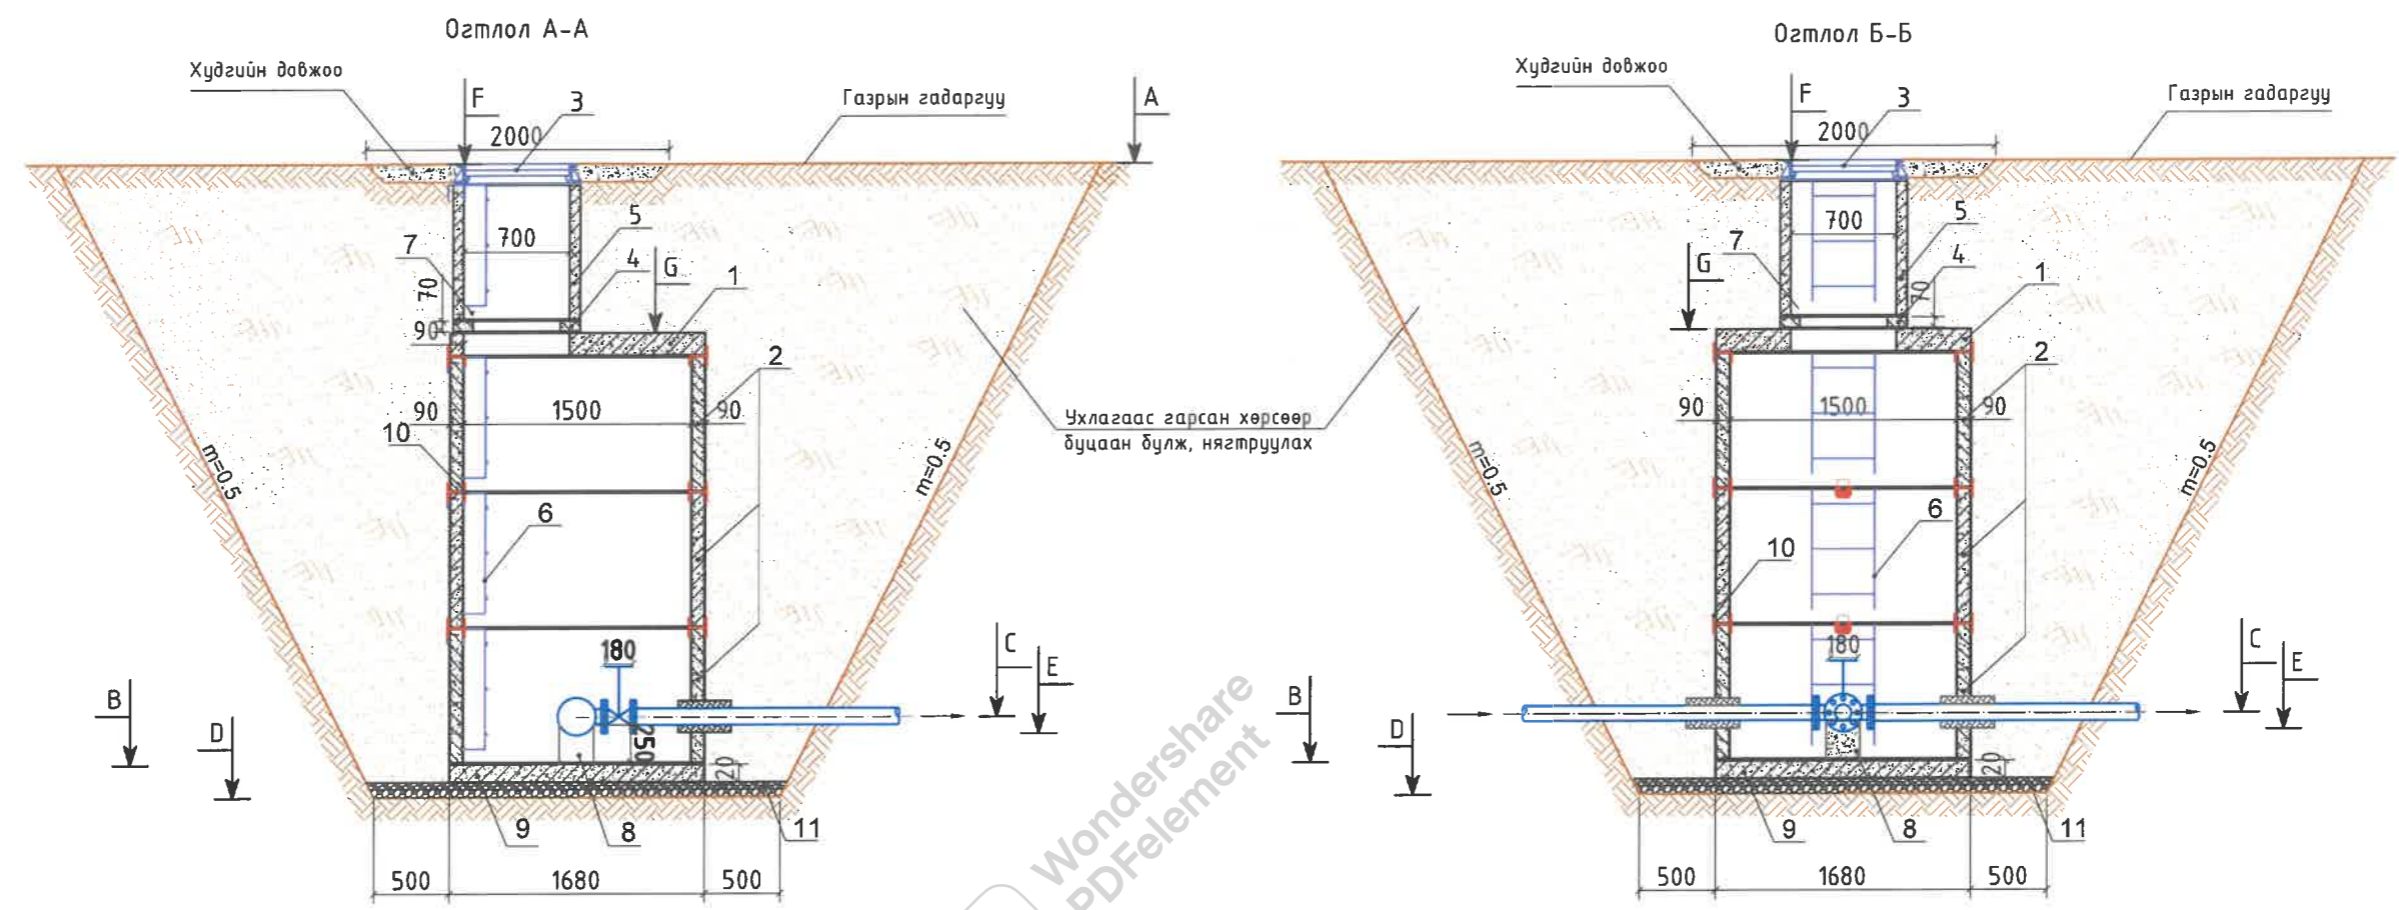 Огтлол А-А
Худгийн довжоо
F
3
2000
Газрын гадаргуу
A
5
700
7
4
G
1
70
90
2
90
1500
90
10
m=0.5
m=0.5
6
180
C
E
B
D
250
20
9
8
11
500
1680
500
Ухлагаас гарсан хөрсөөр
буцаан булж, нягтруулах
Wondershare
PDFelement
Огтлол Б-Б
Худгийн довжоо
F
3
2000
Газрын гадаргуу
5
700
7
4
G
1
70
2
90
1500
90
m=0.5
m=0.5
6
10
180
C
E
B
D
20
9
8
11
500
1680
500